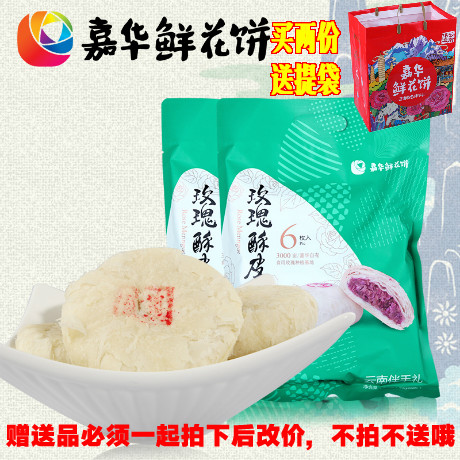 嘉华鲜花饼
买两份
送提袋
嘉华
鲜花饼
嘉华鲜花饼
玫瑰酥皮
玫瑰酥皮
6枚入
云南伴手礼
赠送品必须一起拍下后改价，不拍不送哦